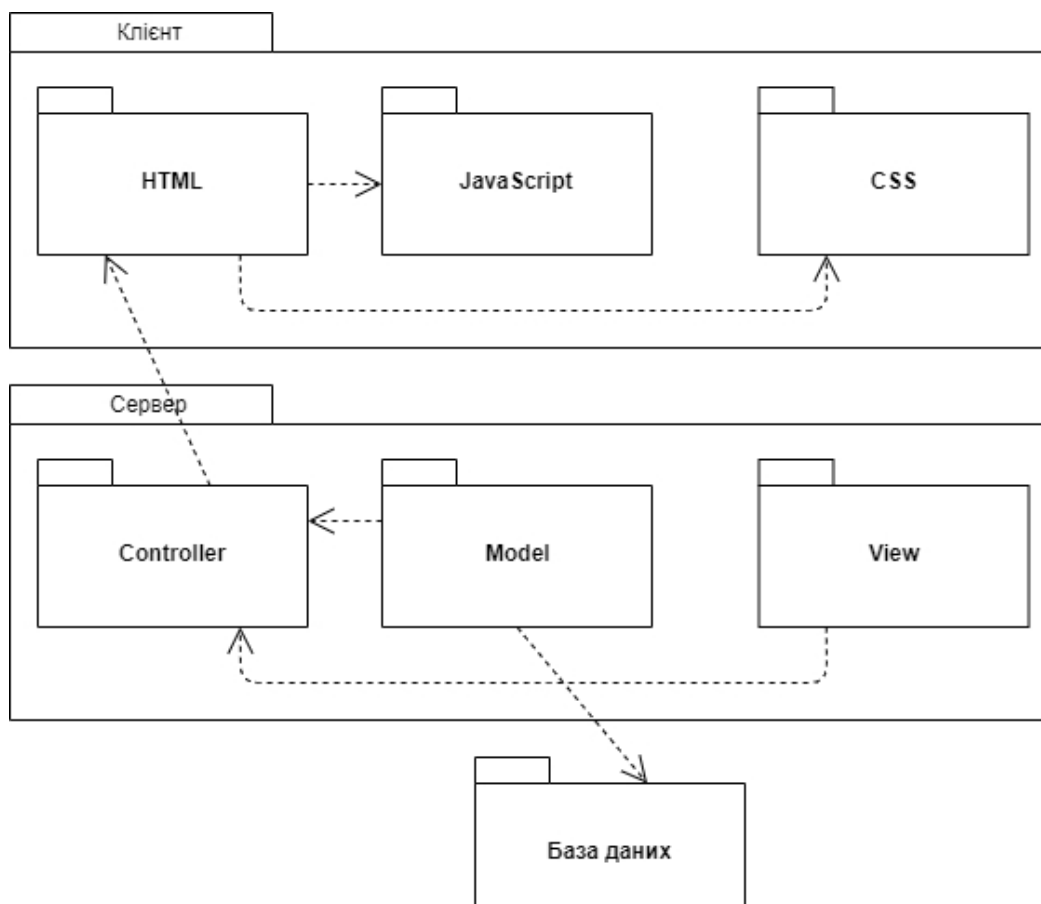 Клієнт
HTML
JavaScript
CSS
Сервер
Controller
Model
View
База даних